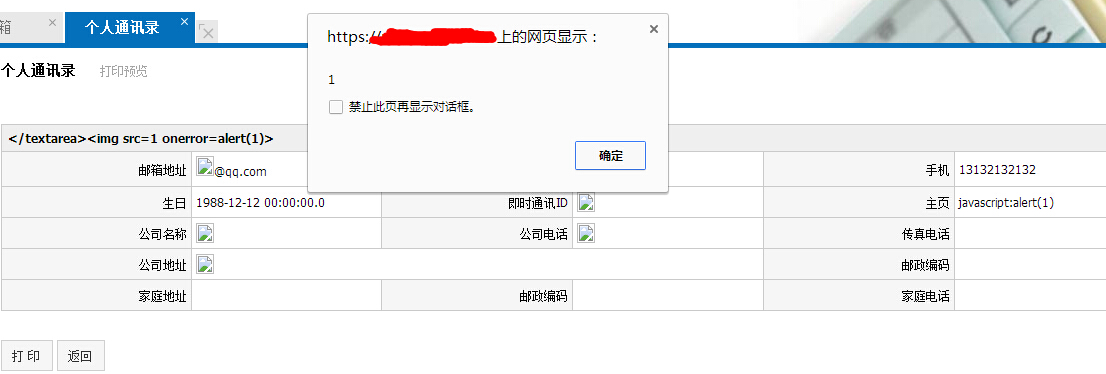 箱
个人通讯录
个人通讯录 打印预览
https:// 上的网页显示：
1
禁止此页再显示对话框。
确定
</textarea><img src=1 onerror=alert(1)>
邮箱地址 @qq.com 手机 13132132132
生日 1988-12-12 00:00:00.0 即时通讯ID 主页 javascript:alert(1)
公司名称 公司电话 传真电话
公司地址 邮政编码
家庭地址 邮政编码 家庭电话
打 印 返回